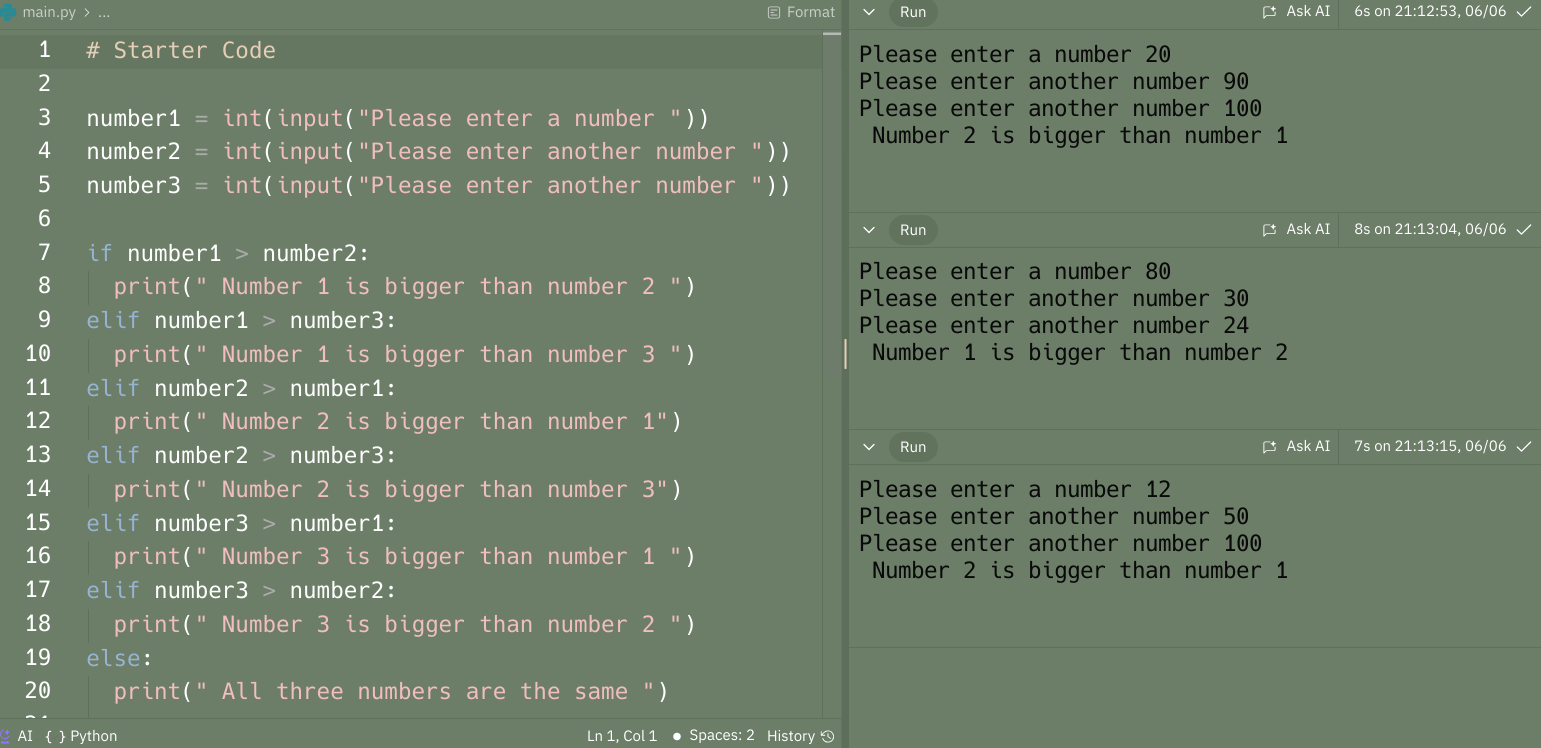 main.py > ...
Format
1 # Starter Code
2
3 number1 = int(input("Please enter a number "))
4 number2 = int(input("Please enter another number "))
5 number3 = int(input("Please enter another number "))
6
7 if number1 > number2:
8 print(" Number 1 is bigger than number 2 ")
9 elif number1 > number3:
10 print(" Number 1 is bigger than number 3 ")
11 elif number2 > number1:
12 print(" Number 2 is bigger than number 1")
13 elif number2 > number3:
14 print(" Number 2 is bigger than number 3")
15 elif number3 > number1:
16 print(" Number 3 is bigger than number 1 ")
17 elif number3 > number2:
18 print(" Number 3 is bigger than number 2 ")
19 else:
20 print(" All three numbers are the same ")
AI { } Python
Ln 1, Col 1 • Spaces: 2 History
Run Ask AI 6s on 21:12:53, 06/06
Please enter a number 20
Please enter another number 90
Please enter another number 100
Number 2 is bigger than number 1
Run Ask AI 8s on 21:13:04, 06/06
Please enter a number 80
Please enter another number 30
Please enter another number 24
Number 1 is bigger than number 2
Run Ask AI 7s on 21:13:15, 06/06
Please enter a number 12
Please enter another number 50
Please enter another number 100
Number 2 is bigger than number 1